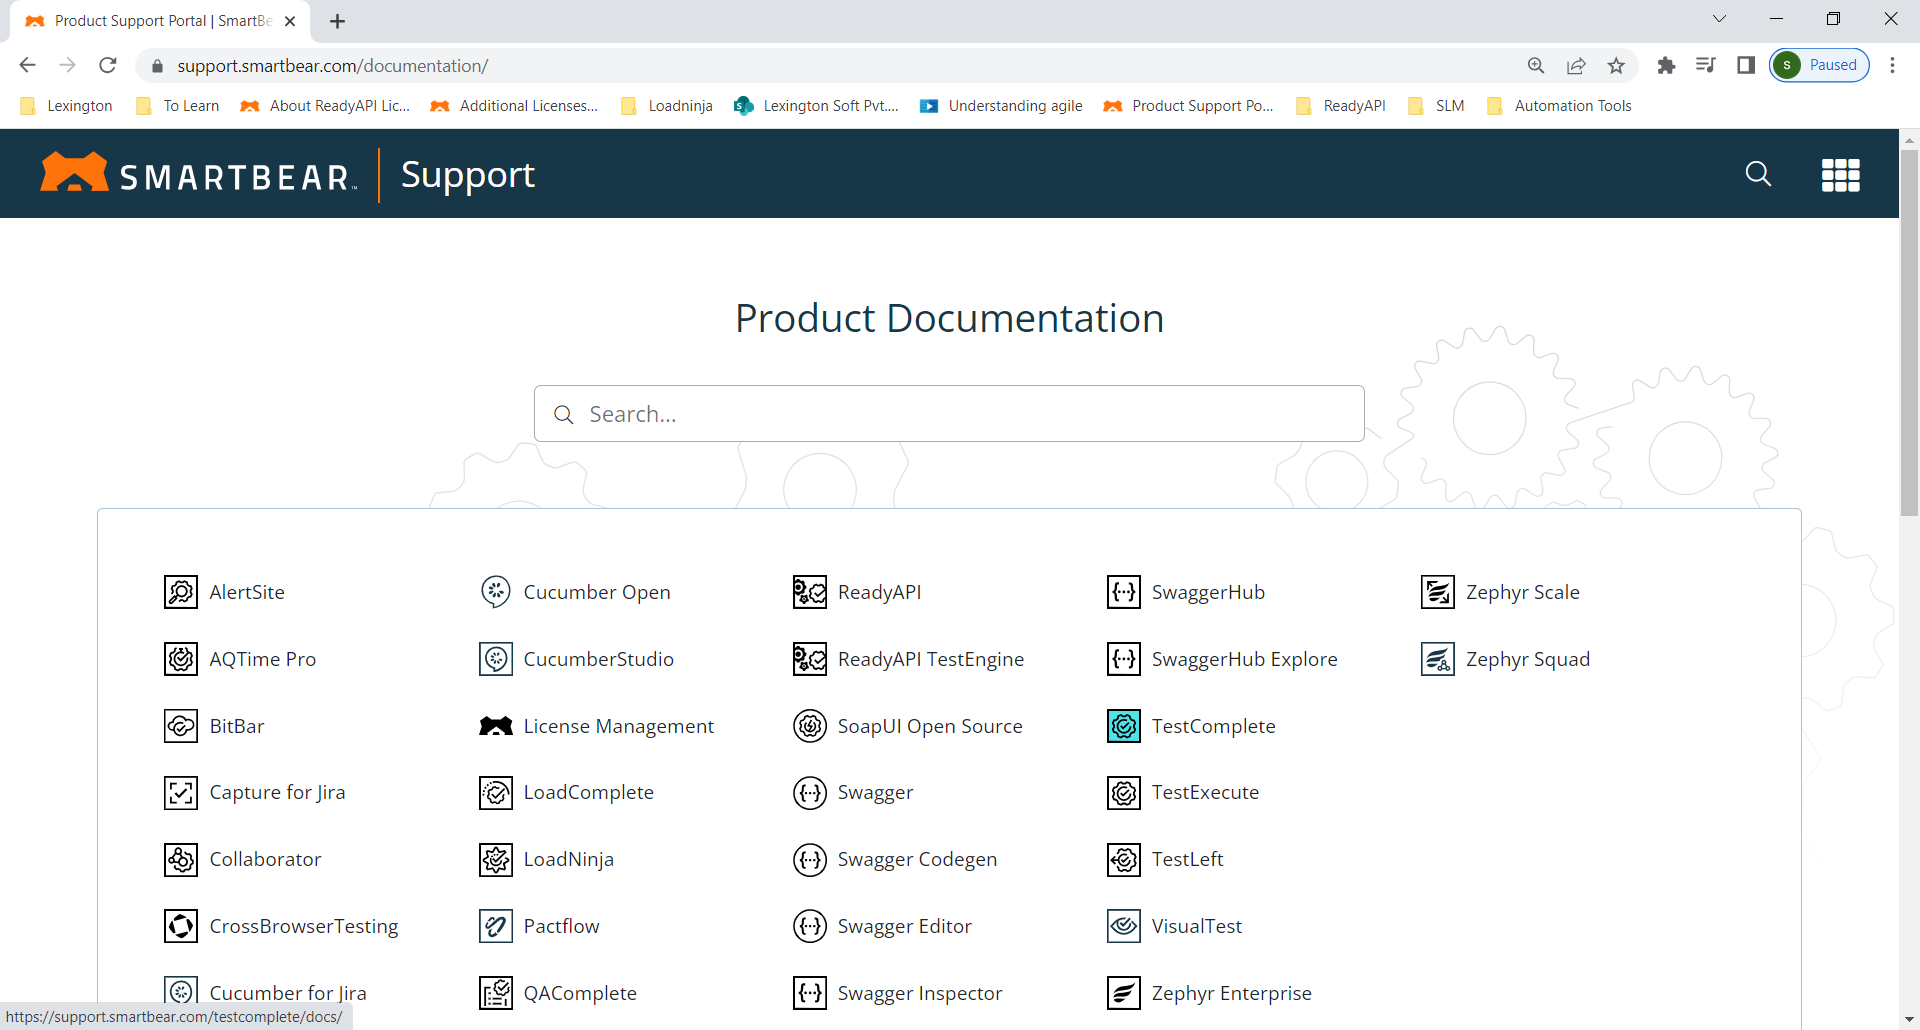 Product Support Portal | SmartBe
support.smartbear.com/documentation/
S Paused
Lexington To Learn About ReadyAPI Lic... Additional Licenses... Loadninja Lexington Soft Pvt.... Understanding agile Product Support Po... ReadyAPI SLM Automation Tools
SMARTBEAR™ Support
Product Documentation
Search...
AlertSite Cucumber Open ReadyAPI SwaggerHub Zephyr Scale
AQTime Pro CucumberStudio ReadyAPI TestEngine SwaggerHub Explore Zephyr Squad
BitBar License Management SoapUI Open Source TestComplete
Capture for Jira LoadComplete Swagger TestExecute
Collaborator LoadNinja Swagger Codegen TestLeft
CrossBrowserTesting Pactflow Swagger Editor VisualTest
Cucumber for Jira QAComplete Swagger Inspector Zephyr Enterprise
https://support.smartbear.com/testcomplete/docs/